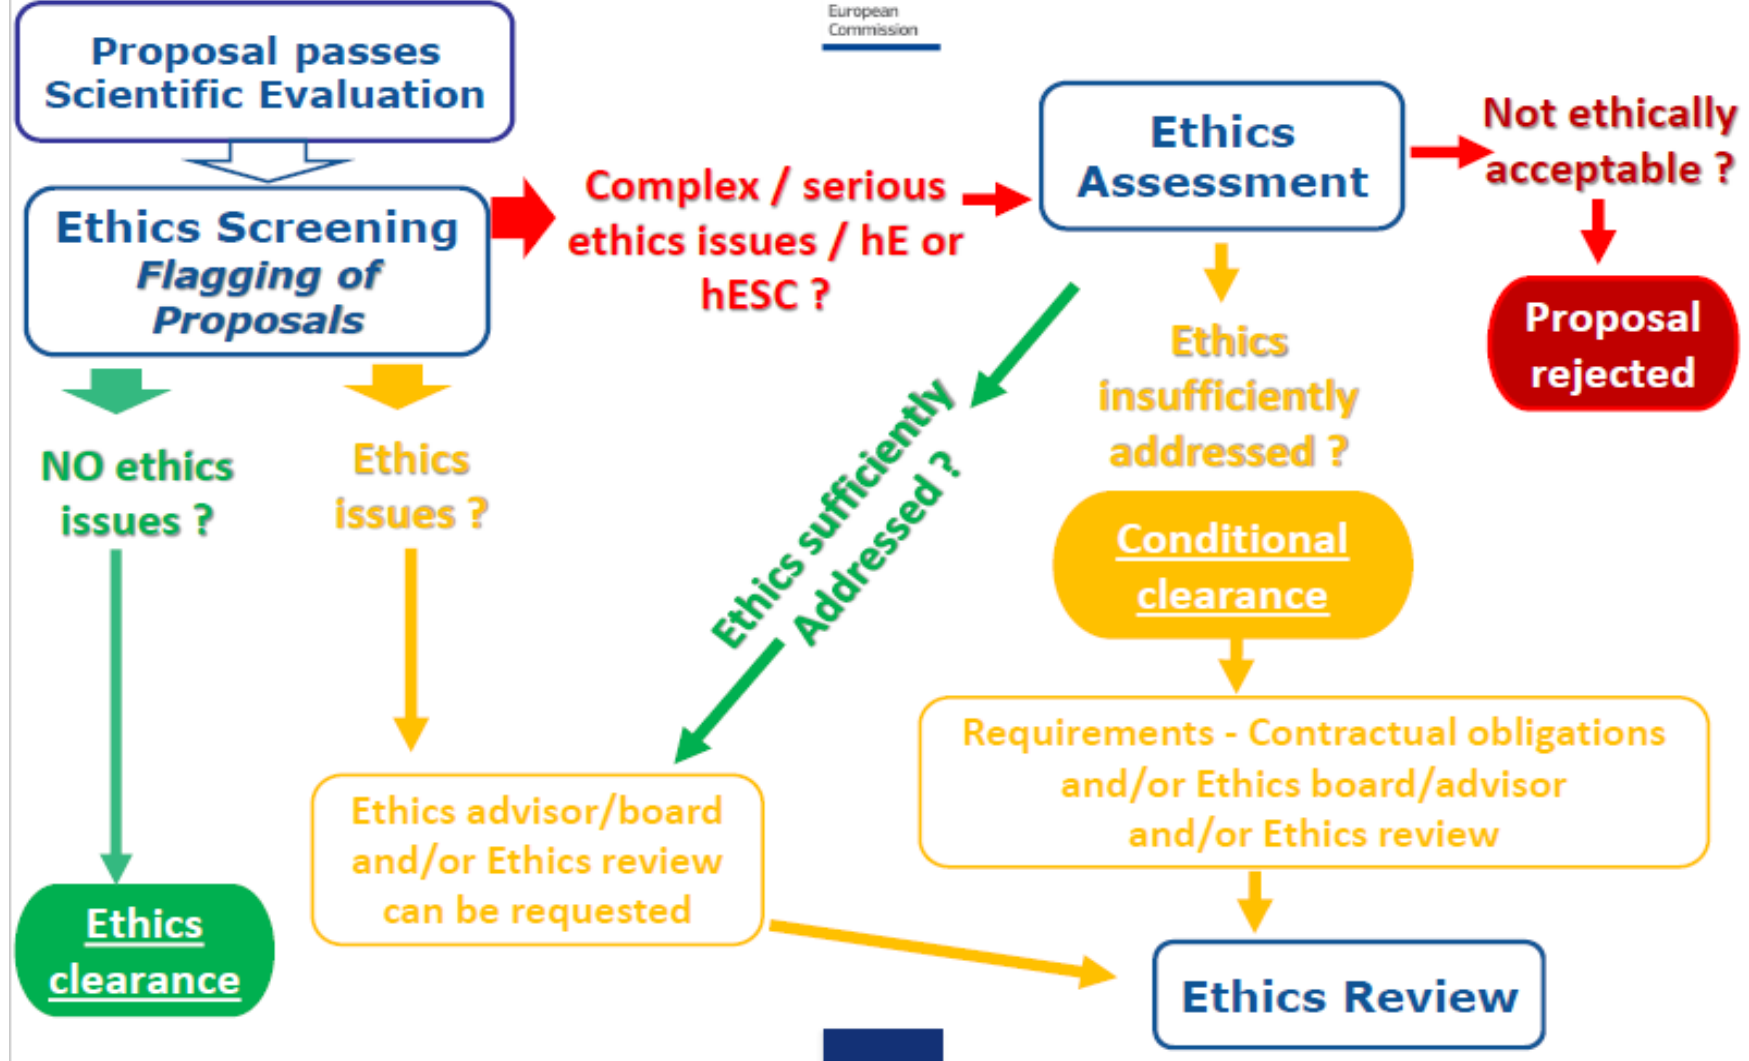 European
Commission
Proposal passes
Scientific Evaluation
Ethics Screening
Flagging of
Proposals
Complex / serious
ethics issues / hE or
hESC ?
Ethics
Assessment
Not ethically
acceptable ?
Proposal
rejected
NO ethics
issues ?
Ethics
issues ?
Ethics sufficiently
Addressed ?
Ethics
insufficiently
addressed ?
Conditional
clearance
Requirements - Contractual obligations
and/or Ethics board/advisor
and/or Ethics review
Ethics advisor/board
and/or Ethics review
can be requested
Ethics
clearance
Ethics Review